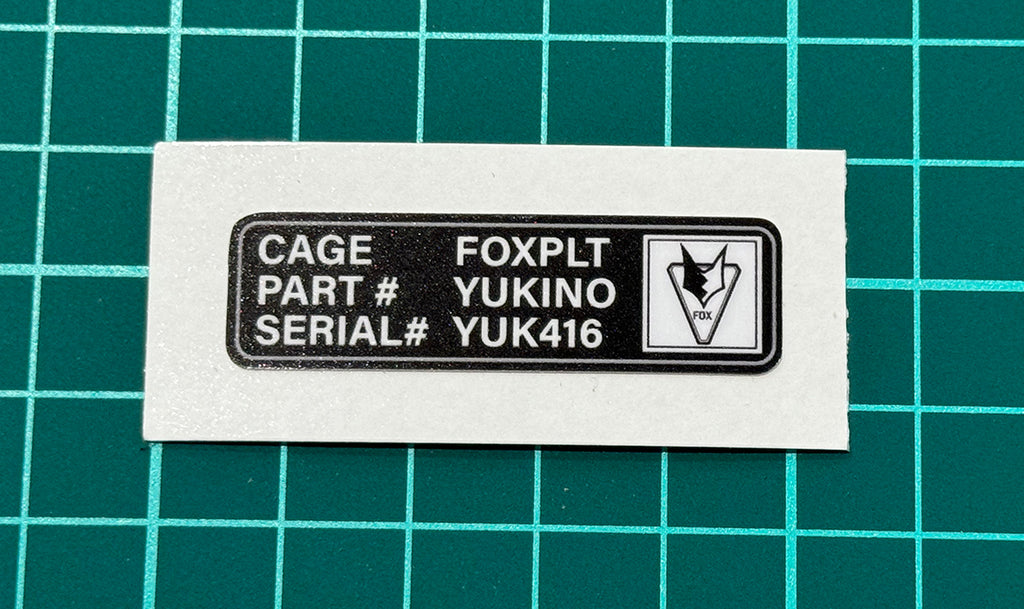 CAGE FOXPLT
PART # YUKINO
SERIAL# YUK416
FOX